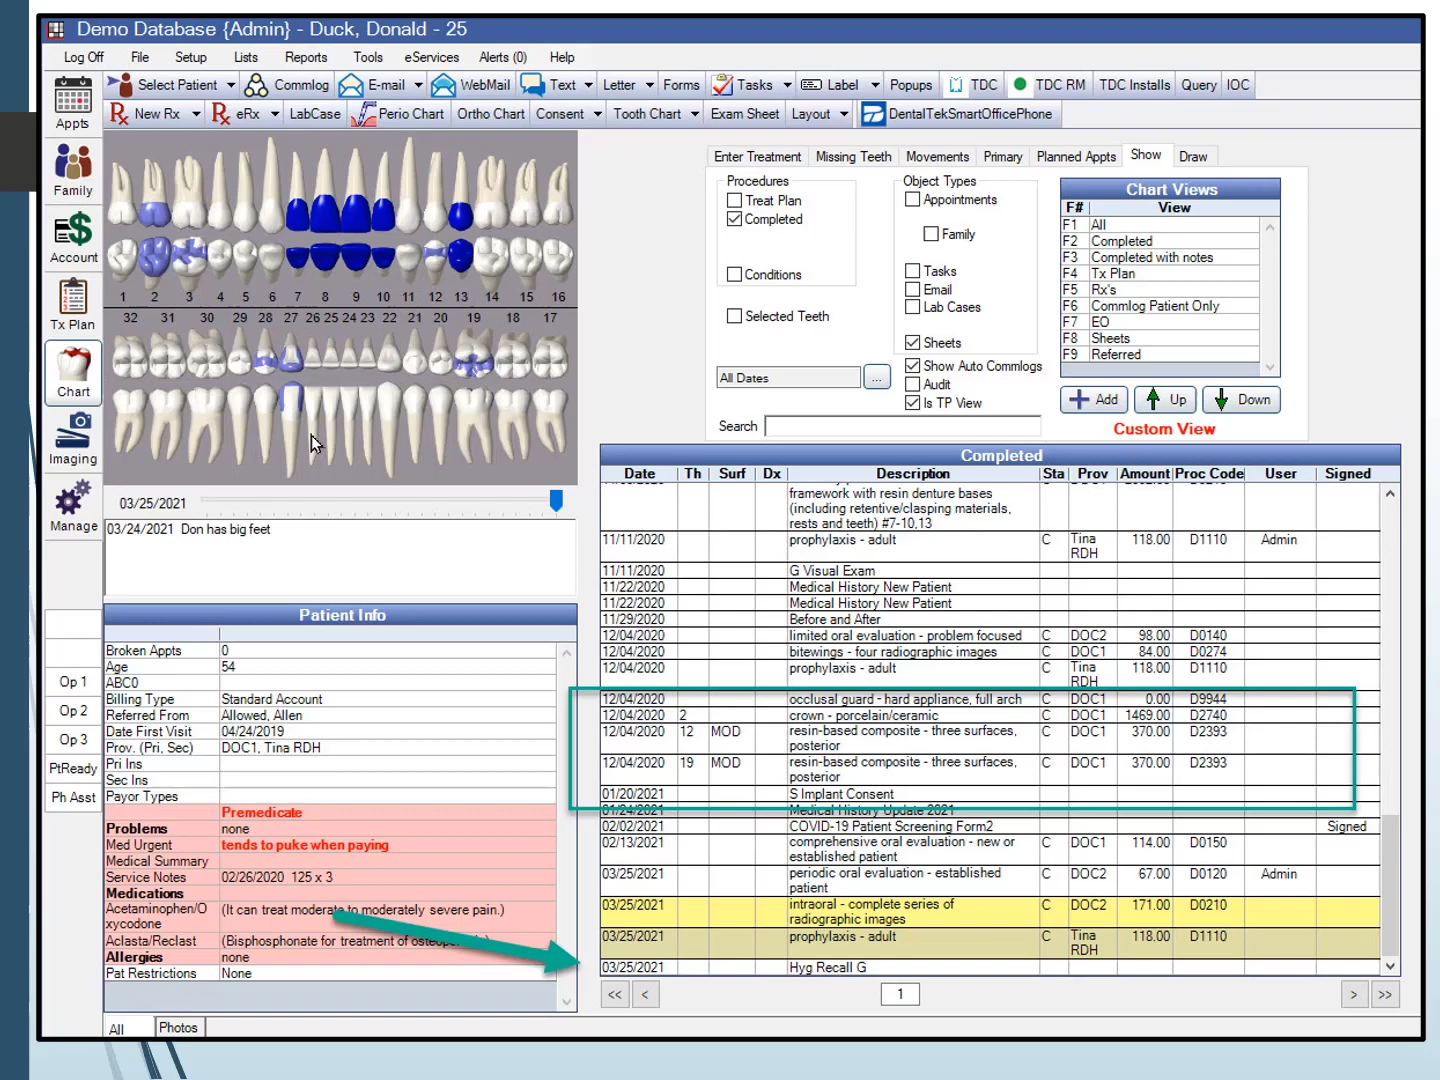 Demo Database {Admin} - Duck, Donald - 25
Log Off File Setup Lists Reports Tools eServices Alerts (0) Help
Appts
Select Patient Commlog E-mail WebMail Text Letter Forms Tasks Label Popups TDC TDC RM TDC Installs Query IOC
New Rx eRx LabCase Perio Chart Ortho Chart Consent Tooth Chart Exam Sheet Layout DentalTekSmartOfficePhone
Family
Account
Tx Plan
Chart
Imaging
Manage
Op 1
Op 2
Op 3
PtReady
Ph Asst
1 2 3 4 5 6 7 8 9 10 11 12 13 14 15 16
32 31 30 29 28 27 26 25 24 23 22 21 20 19 18 17
03/25/2021
03/24/2021 Don has big feet
Patient Info
Broken Appts 0
Age 54
ABC0
Billing Type Standard Account
Referred From Allowed, Allen
Date First Visit 04/24/2019
Prov. (Pri, Sec) DOC1, Tina RDH
Pri Ins
Sec Ins
Payor Types
Premedicate
Problems none
Med Urgent tends to puke when paying
Medical Summary
Service Notes 02/26/2020 125 x 3
Medications
Acetaminophen/O (It can treat moderate to moderately severe pain.)
xycodone
Aclasta/Reclast (Bisphosphonate for treatment of
Allergies none
Pat Restrictions None
All Photos
Enter Treatment Missing Teeth Movements Primary Planned Appts Show Draw
Procedures
Treat Plan
Completed
Conditions
Selected Teeth
All Dates ...
Search
Object Types
Appointments
Family
Tasks
Email
Lab Cases
Sheets
Show Auto Commlogs
Audit
Is TP View
Chart Views
F# View
F1 All
F2 Completed
F3 Completed with notes
F4 Tx Plan
F5 Rx's
F6 Commlog Patient Only
F7 EO
F8 Sheets
F9 Referred
Add Up Down
Custom View
Completed
Date Th Surf Dx Description Sta Prov Amount Proc Code User Signed
framework with resin denture bases
(including retentive/clasping materials,
rests and teeth) #7-10,13
11/11/2020 prophylaxis - adult C Tina 118.00 D1110 Admin
RDH
11/11/2020 G Visual Exam
11/22/2020 Medical History New Patient
11/22/2020 Medical History New Patient
11/29/2020 Before and After
12/04/2020 limited oral evaluation - problem focused C DOC2 98.00 D0140
12/04/2020 bitewings - four radiographic images C DOC1 84.00 D0274
12/04/2020 prophylaxis - adult C Tina 118.00 D1110
RDH
12/04/2020 occlusal guard - hard appliance, full arch C DOC1 0.00 D9944
12/04/2020 2 crown - porcelain/ceramic C DOC1 1469.00 D2740
12/04/2020 12 MOD resin-based composite - three surfaces, C DOC1 370.00 D2393
posterior
12/04/2020 19 MOD resin-based composite - three surfaces, C DOC1 370.00 D2393
posterior
01/20/2021 S Implant Consent
01/24/2021 Medical History Update 2021
02/02/2021 COVID-19 Patient Screening Form2 Signed
02/13/2021 comprehensive oral evaluation - new or C DOC1 114.00 D0150
established patient
03/25/2021 periodic oral evaluation - established C DOC2 67.00 D0120 Admin
patient
03/25/2021 intraoral - complete series of C DOC2 171.00 D0210
radiographic images
03/25/2021 prophylaxis - adult C Tina 118.00 D1110
RDH
03/25/2021 Hyg Recall G
<< < 1 > >>